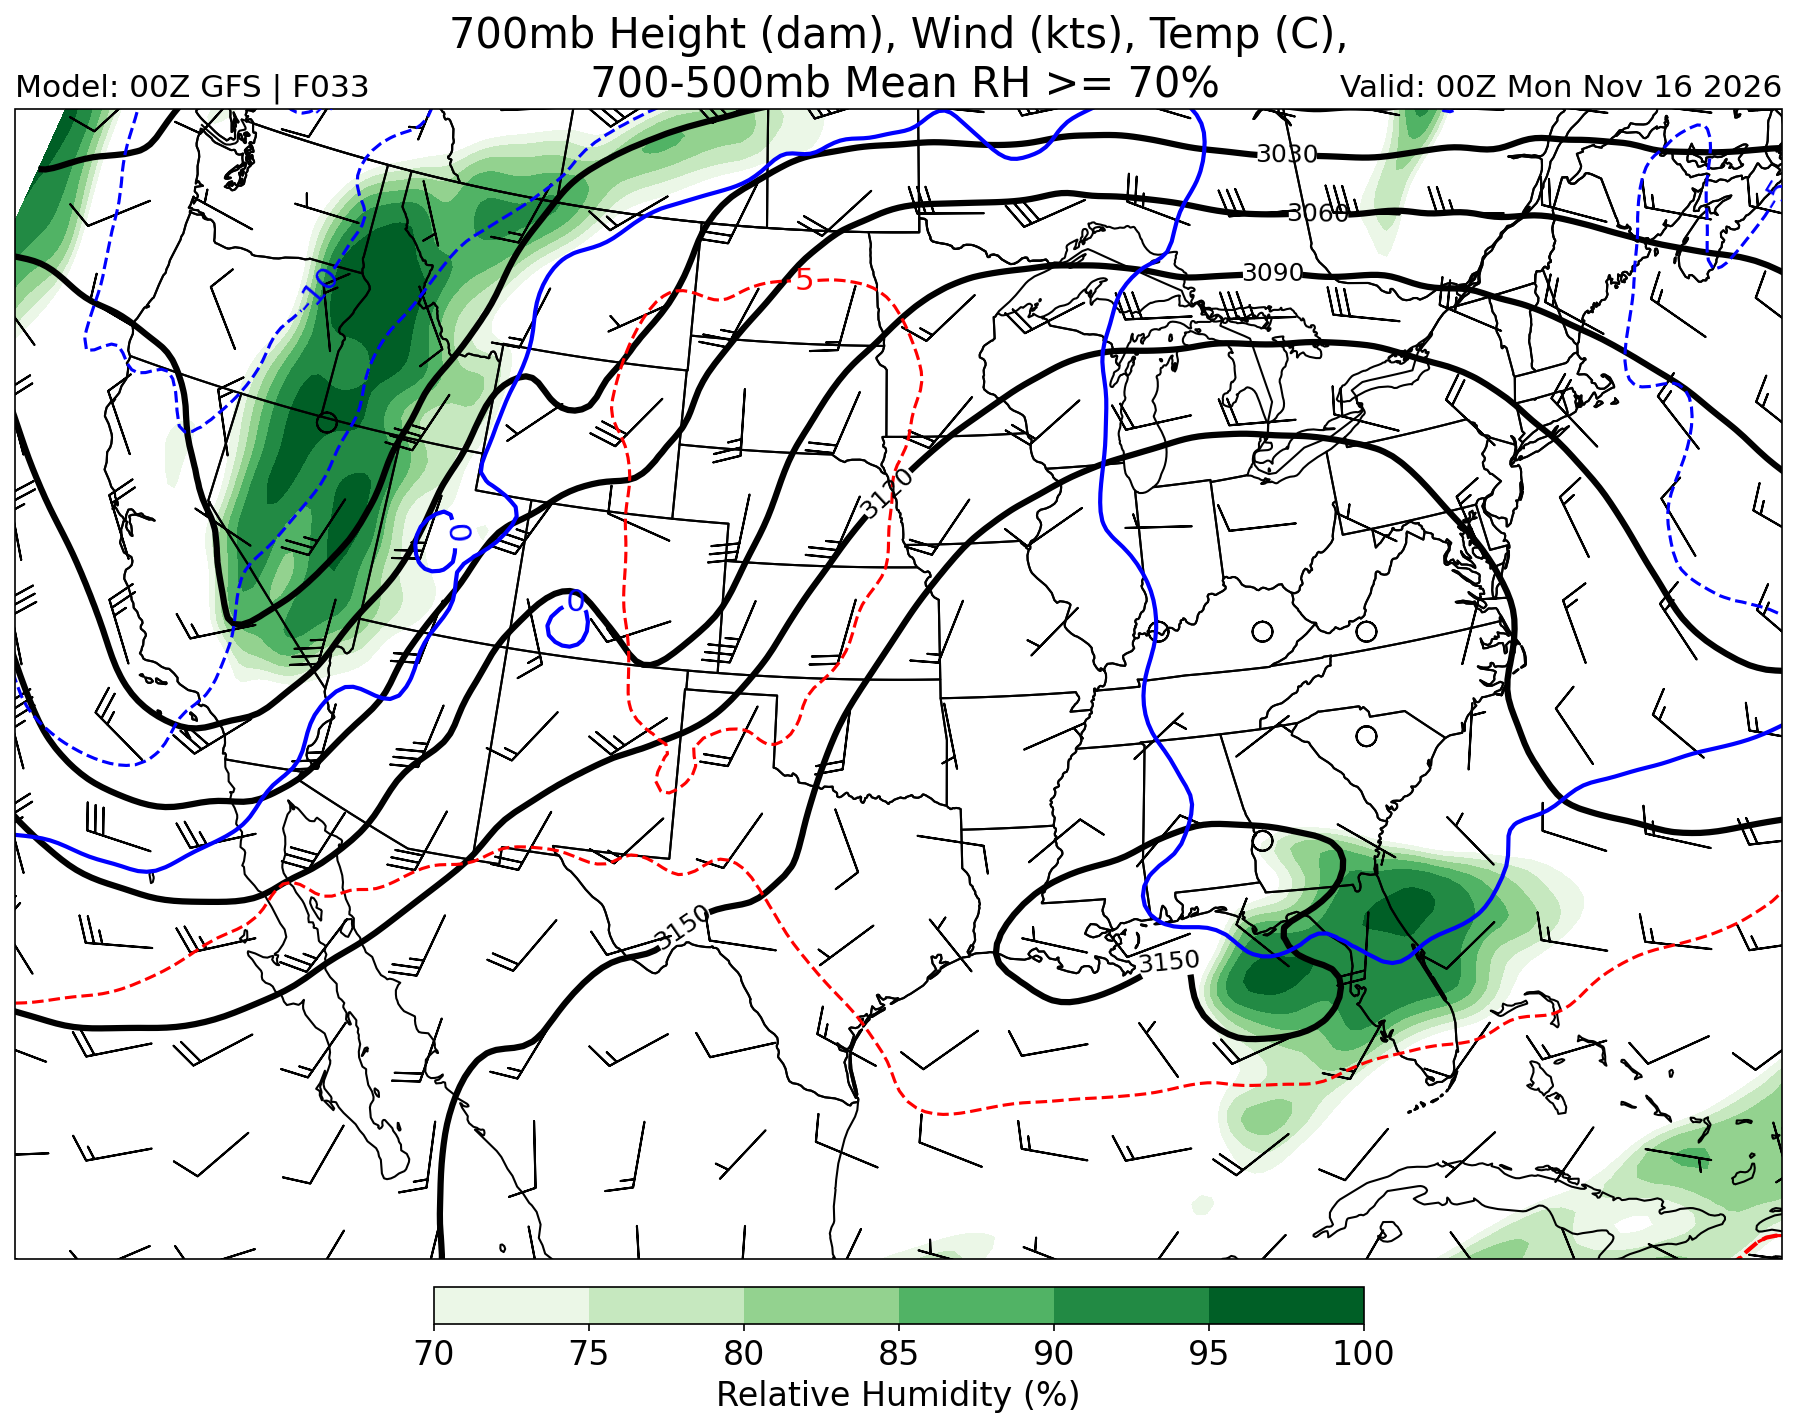 700mb Height (dam), Wind (kts), Temp (C),
700-500mb Mean RH >= 70%
Model: 00Z GFS | F033
Valid: 00Z Mon Nov 16 2026
3030
3060
3090
5
-10
3120
0
0
3150
3150
70 75 80 85 90 95 100
Relative Humidity (%)